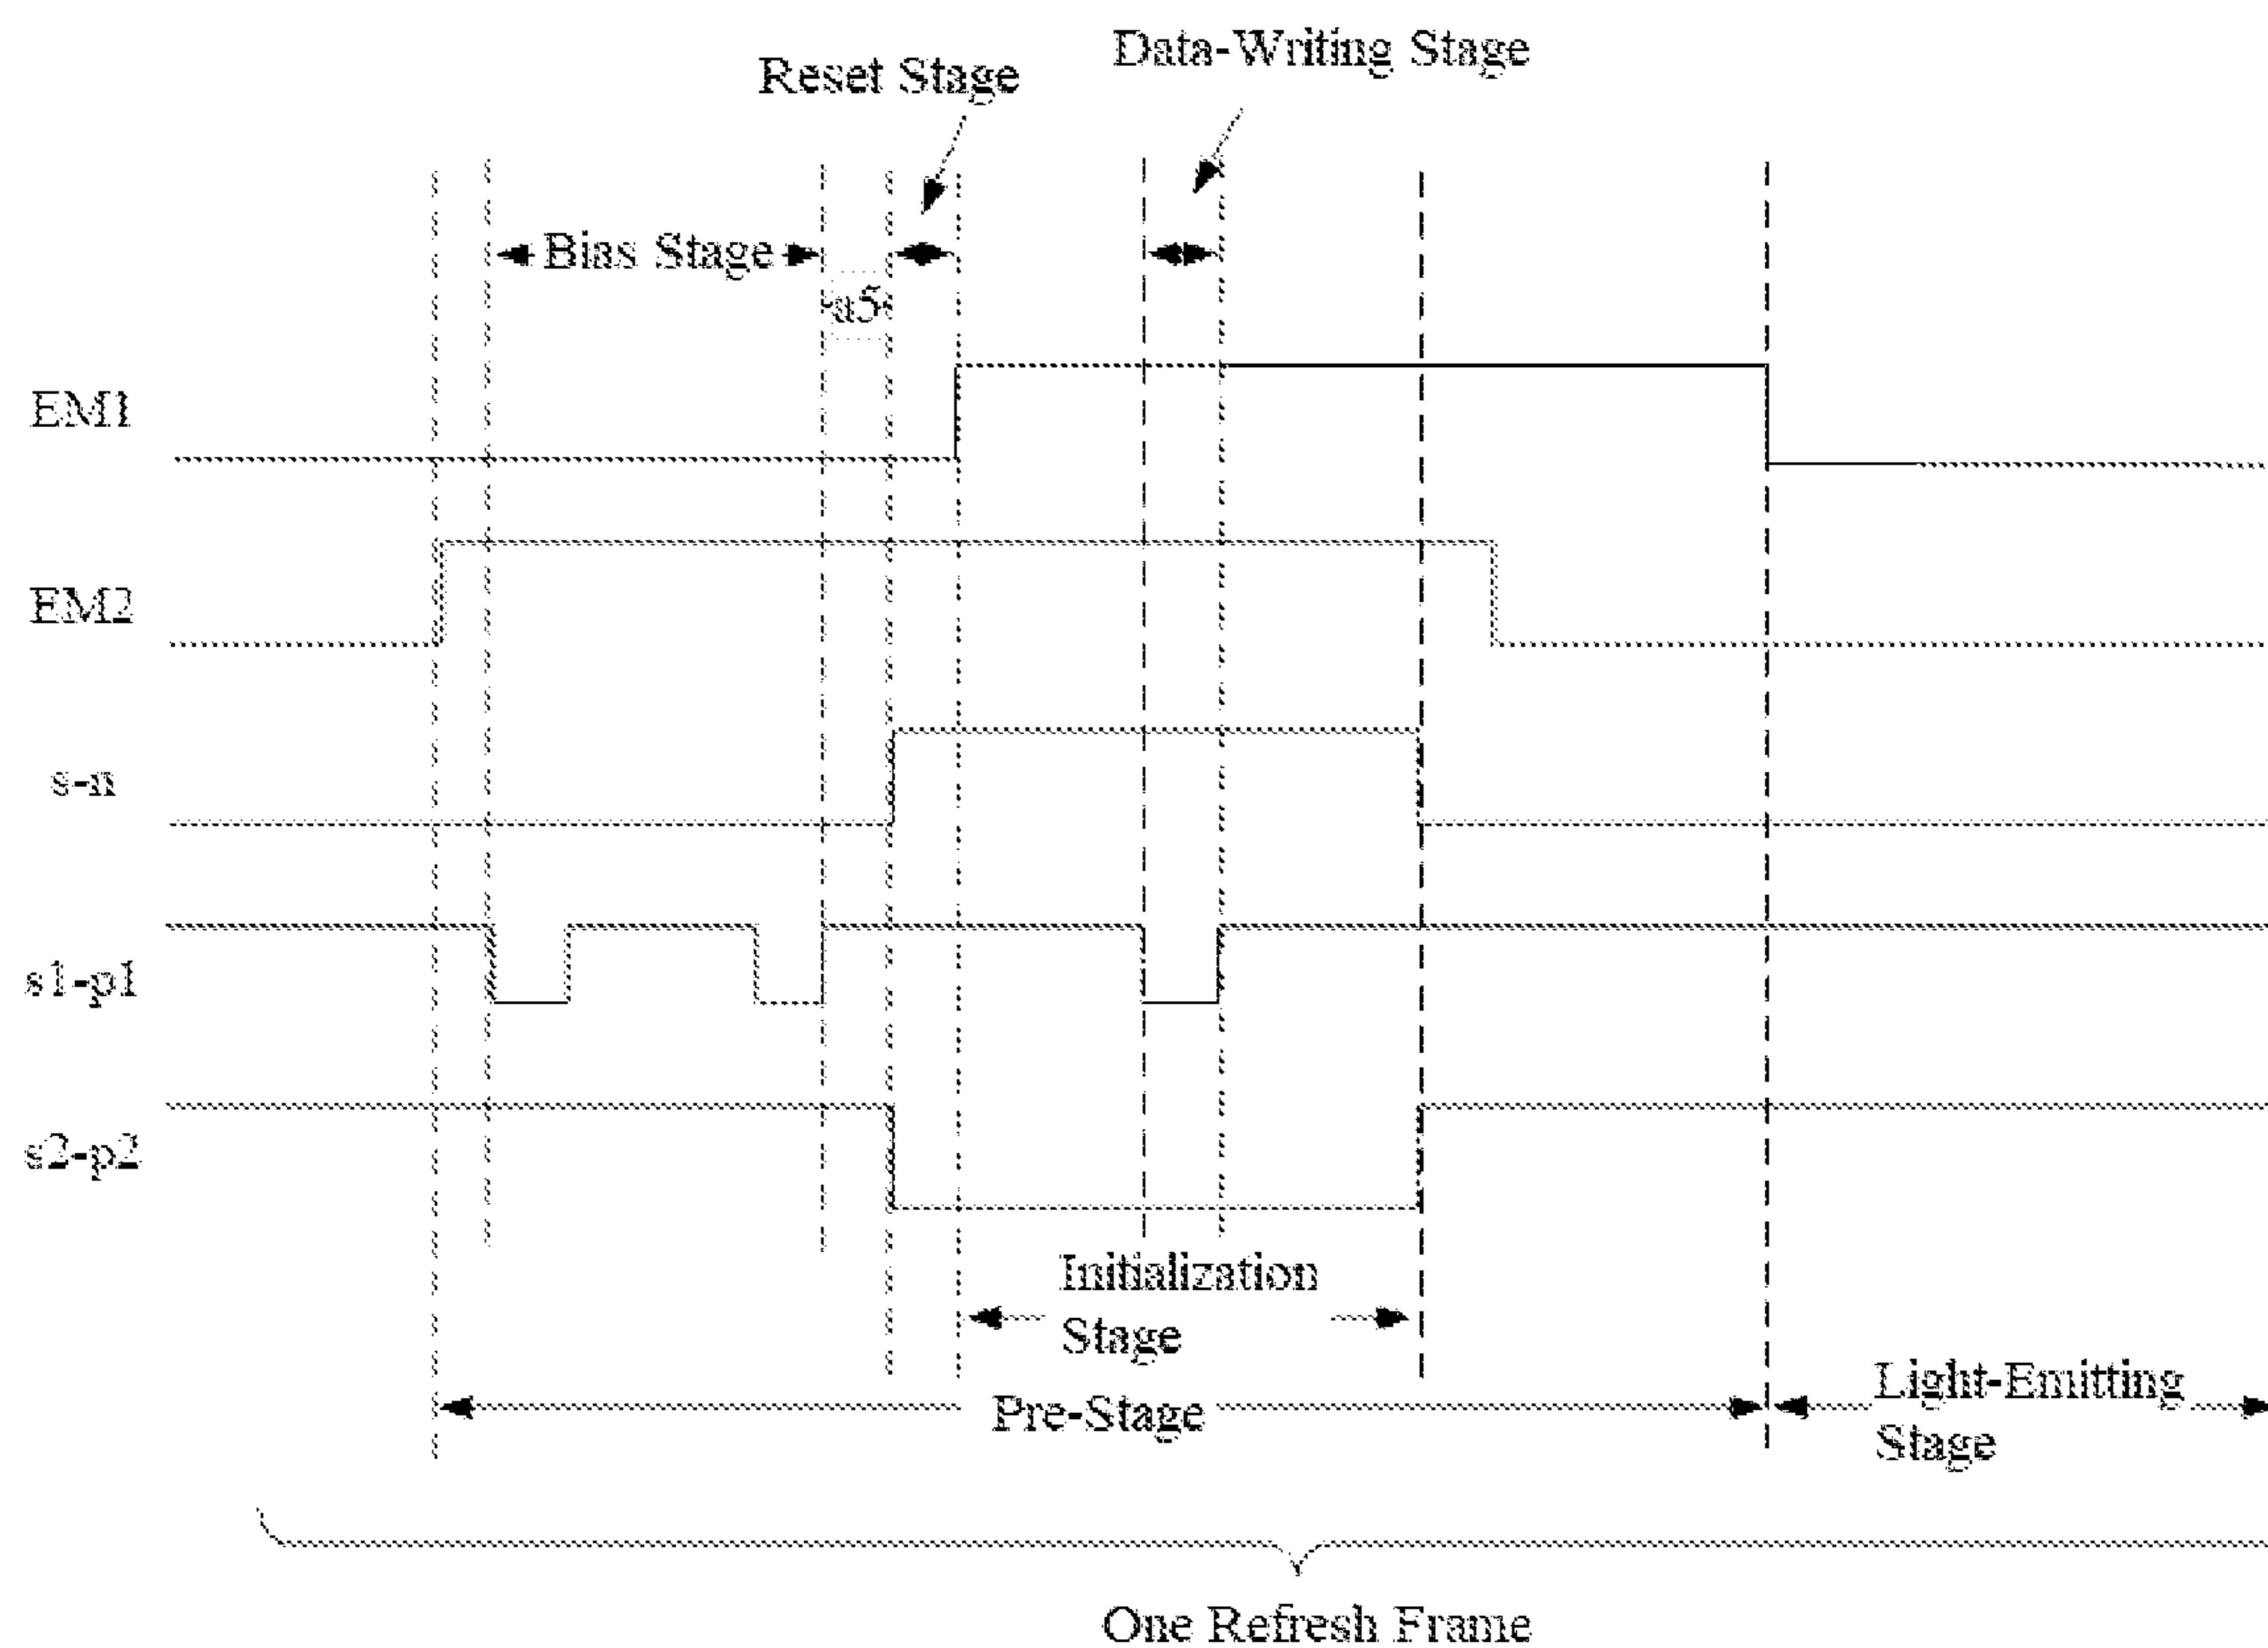 Data-Writing Stage
Reset Stage
Bias Stage
a5
EM1
EM2
s-n
s1-p1
s2-p2
Initialization
Stage
Light-Emitting
Stage
Pre-Stage
One Refresh Frame